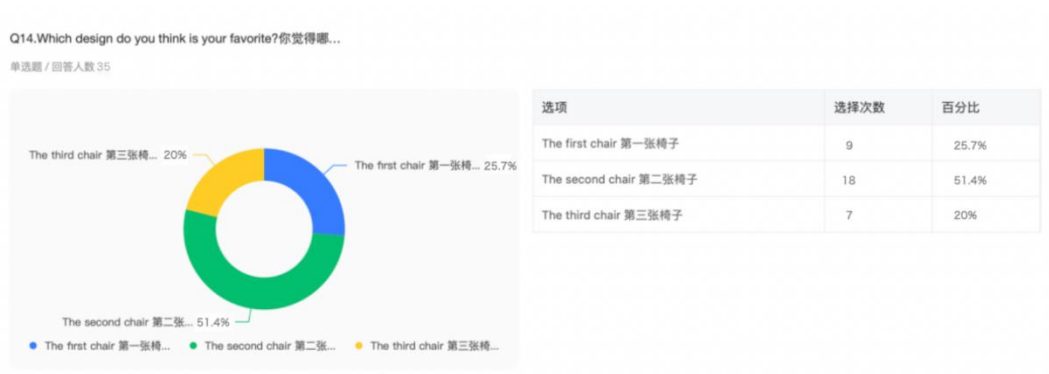 Q14.Which design do you think is your favorite?你觉得哪...
单选题 / 回答人数 35
The third chair 第三张椅... 20%
The first chair 第一张椅... 25.7%
The second chair 第二张... 51.4%
The first chair 第一张椅...
The second chair 第二张...
The third chair 第三张椅...
选项 选择次数 百分比
The first chair 第一张椅子 9 25.7%
The second chair 第二张椅子 18 51.4%
The third chair 第三张椅子 7 20%